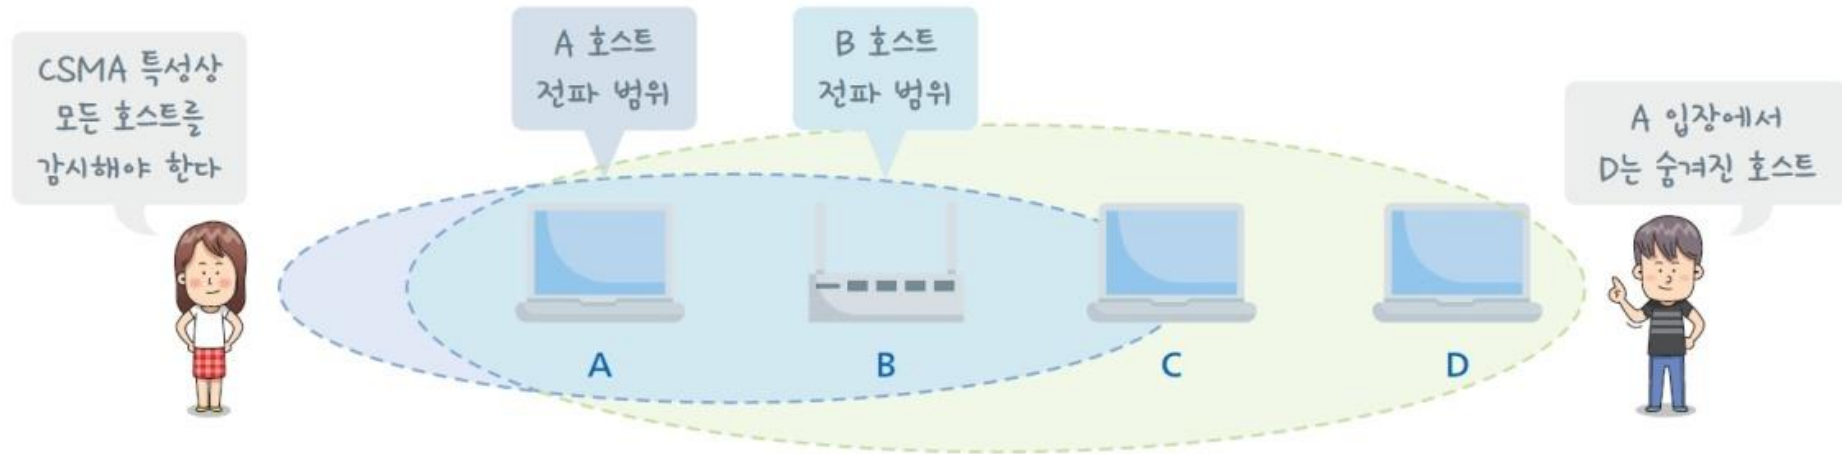 CSMA 특성상
모든 호스트를
감시해야 한다
A 호스트
전파 범위
B 호스트
전파 범위
A 입장에서
D는 숨겨진 호스트
A
B
C
D